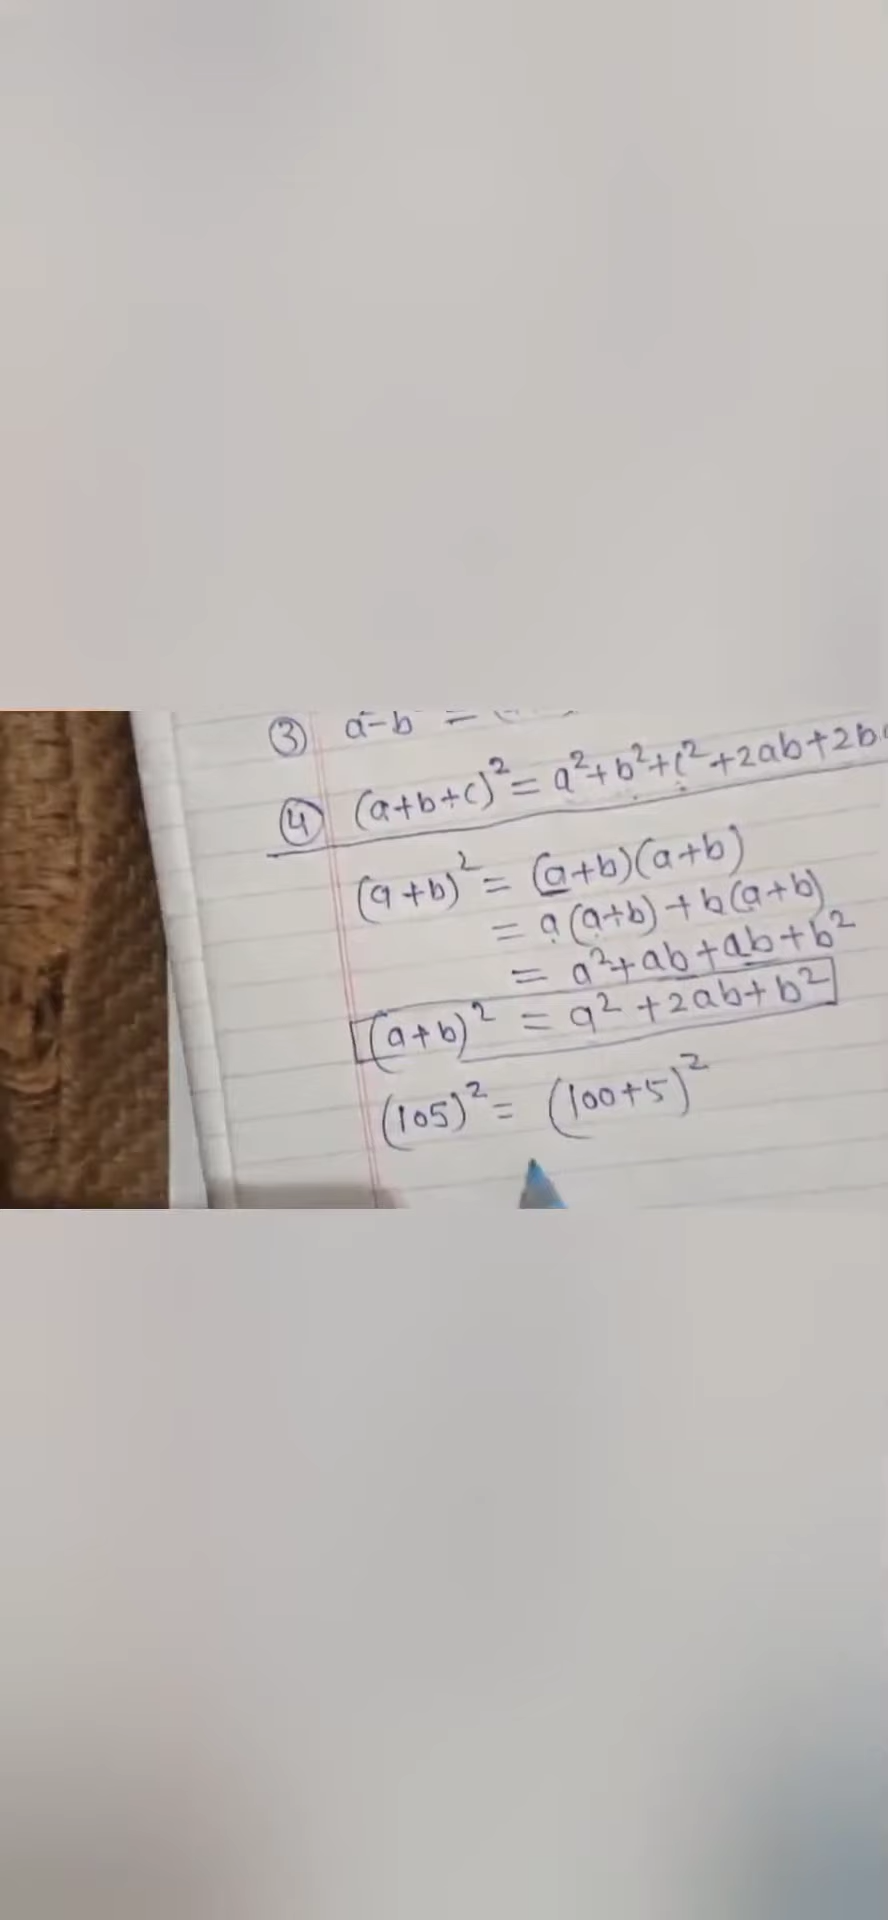 ③ a-b =
④ (a+b+c)² = a²+b²+c²+2ab+2b
(a+b)² = (a+b)(a+b)
= a(a+b)+b(a+b)
= a²+ab+ab+b²
(a+b)² = a²+2ab+b²
(105)² = (100+5)²